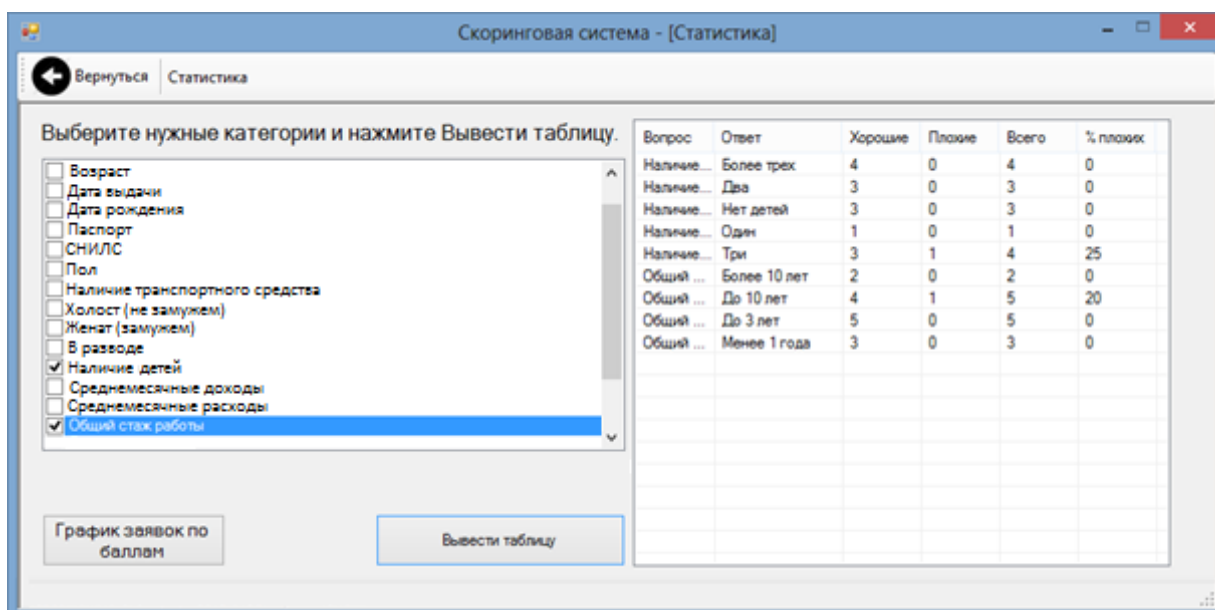 Скоринговая система - [Статистика]
Вернуться Статистика
Выберите нужные категории и нажмите Вывести таблицу.
Возраст
Дата выдачи
Дата рождения
Паспорт
СНИЛС
Пол
Наличие транспортного средства
Холост (не замужем)
Женат (замужем)
В разводе
Наличие детей
Среднемесячные доходы
Среднемесячные расходы
Общий стаж работы
График заявок по
баллам
Вывести таблицу
Вопрос Ответ Хорошие Плохие Всего % плохих
Наличие... Более трех 4 0 4 0
Наличие... Два 3 0 3 0
Наличие... Нет детей 3 0 3 0
Наличие... Один 1 0 1 0
Наличие... Три 3 1 4 25
Общий ... Более 10 лет 2 0 2 0
Общий ... До 10 лет 4 1 5 20
Общий ... До 3 лет 5 0 5 0
Общий ... Менее 1 года 3 0 3 0